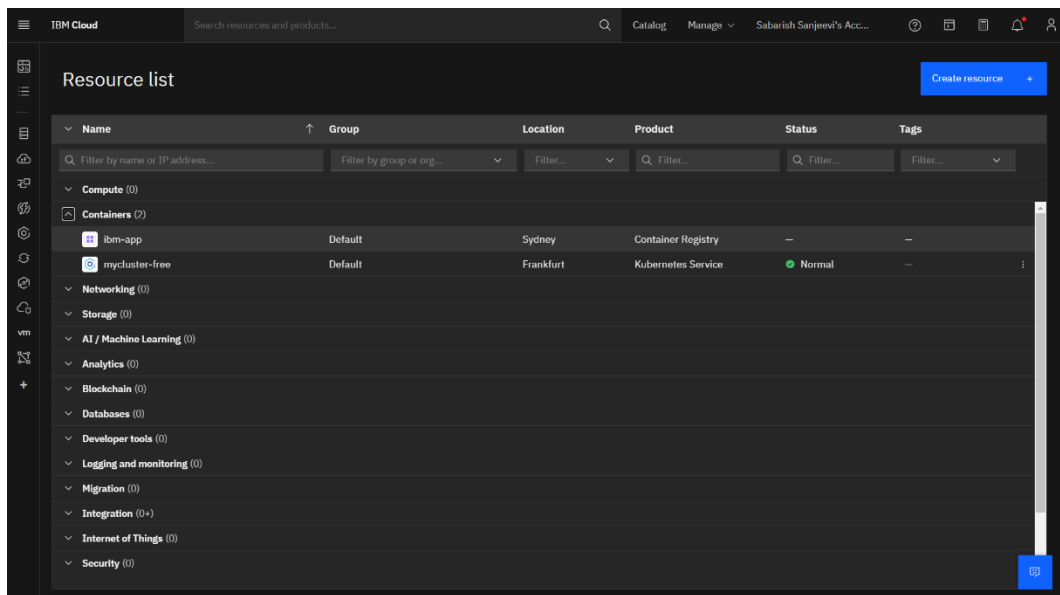 IBM Cloud Search resources and products... Catalog Manage Sabarish Sanjeevi's Acc...
Resource list
Create resource +
Name Group Location Product Status Tags
Filter by name or IP address... Filter by group or org... Filter... Filter... Filter... Filter...
Compute (0)
Containers (2)
ibm-app Default Sydney Container Registry — —
mycluster-free Default Frankfurt Kubernetes Service Normal —
Networking (0)
Storage (0)
vm
AI / Machine Learning (0)
Analytics (0)
Blockchain (0)
Databases (0)
Developer tools (0)
Logging and monitoring (0)
Migration (0)
Integration (0+)
Internet of Things (0)
Security (0)